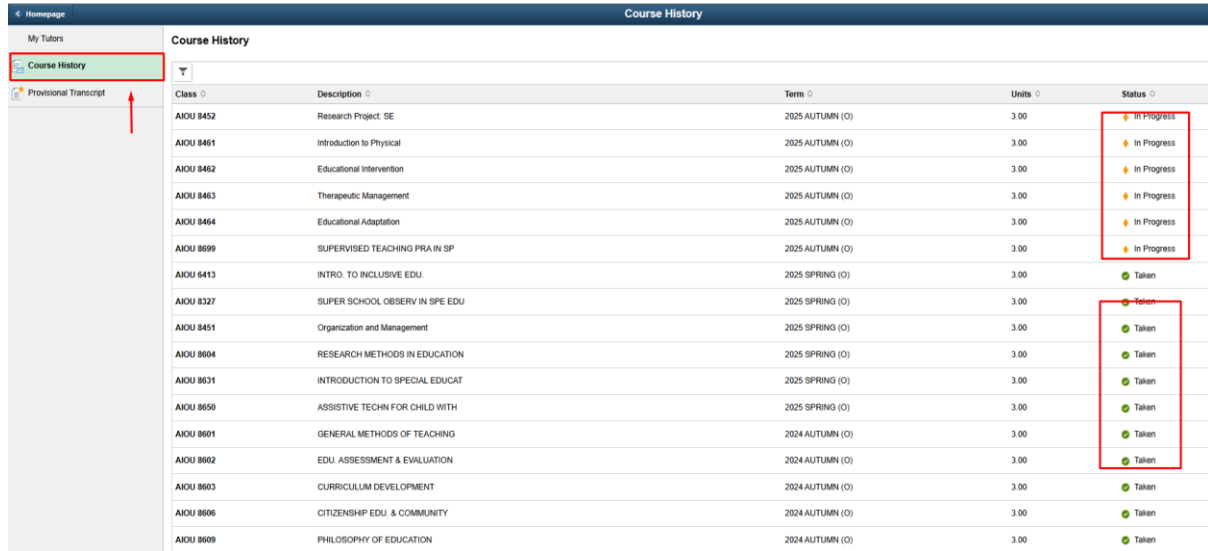 Homepage
Course History
My Tutors
Course History
Provisional Transcript
Course History
Class Description Term Units Status
AIOU 8452 Research Project: SE 2025 AUTUMN (O) 3.00 In Progress
AIOU 8461 Introduction to Physical 2025 AUTUMN (O) 3.00 In Progress
AIOU 8462 Educational Intervention 2025 AUTUMN (O) 3.00 In Progress
AIOU 8463 Therapeutic Management 2025 AUTUMN (O) 3.00 In Progress
AIOU 8464 Educational Adaptation 2025 AUTUMN (O) 3.00 In Progress
AIOU 8699 SUPERVISED TEACHING PRA IN SP 2025 AUTUMN (O) 3.00 In Progress
AIOU 6413 INTRO. TO INCLUSIVE EDU. 2025 SPRING (O) 3.00 Taken
AIOU 8327 SUPER SCHOOL OBSERV IN SPE EDU 2025 SPRING (O) 3.00 Taken
AIOU 8451 Organization and Management 2025 SPRING (O) 3.00 Taken
AIOU 8604 RESEARCH METHODS IN EDUCATION 2025 SPRING (O) 3.00 Taken
AIOU 8631 INTRODUCTION TO SPECIAL EDUCAT 2025 SPRING (O) 3.00 Taken
AIOU 8650 ASSISTIVE TECHN FOR CHILD WITH 2025 SPRING (O) 3.00 Taken
AIOU 8601 GENERAL METHODS OF TEACHING 2024 AUTUMN (O) 3.00 Taken
AIOU 8602 EDU. ASSESSMENT & EVALUATION 2024 AUTUMN (O) 3.00 Taken
AIOU 8603 CURRICULUM DEVELOPMENT 2024 AUTUMN (O) 3.00 Taken
AIOU 8606 CITIZENSHIP EDU. & COMMUNITY 2024 AUTUMN (O) 3.00 Taken
AIOU 8609 PHILOSOPHY OF EDUCATION 2024 AUTUMN (O) 3.00 Taken